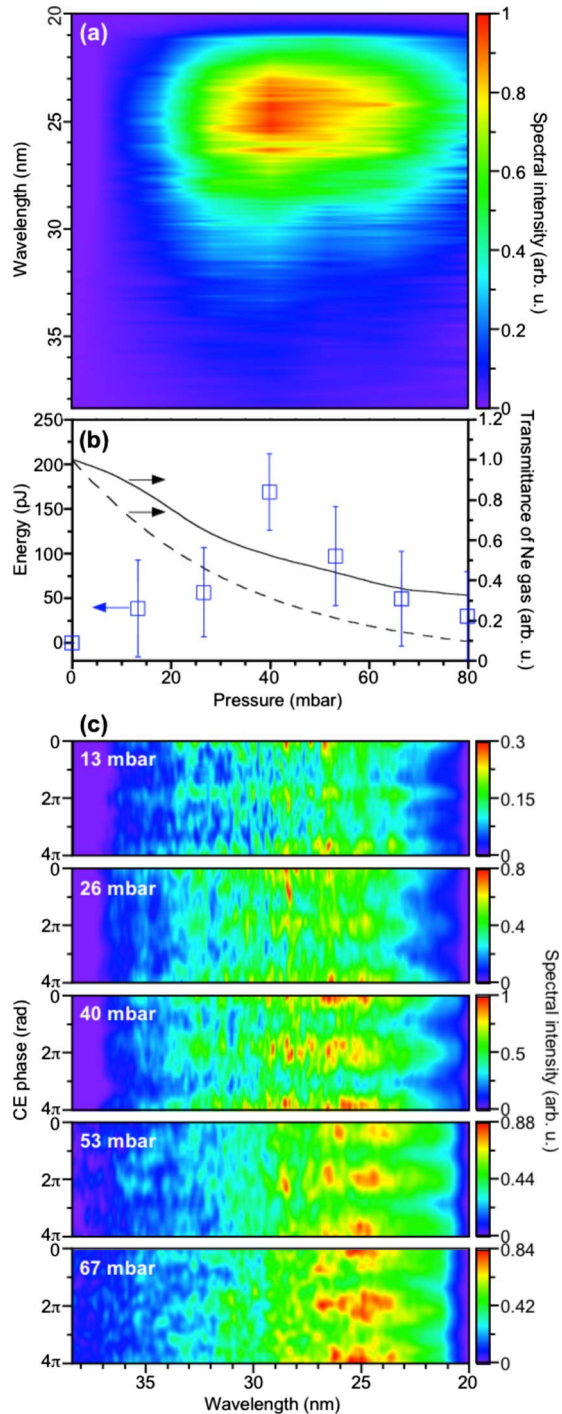 (a)
20
25
30
35
Wavelength (nm)
1
0.8
0.6
0.4
0.2
0
Spectral intensity (arb. u.)
(b)
250
200
150
100
50
0
Energy (pJ)
1.2
1.0
0.8
0.6
0.4
0.2
0
Transmittance of Ne gas (arb. u.)
0 20 40 60 80
Pressure (mbar)
(c)
13 mbar
0
2π
4π
0.3
0.15
0
26 mbar
0
2π
4π
0.8
0.4
0
40 mbar
0
2π
4π
1
0.5
0
53 mbar
0
2π
4π
0.88
0.44
0
67 mbar
0
2π
4π
0.84
0.42
0
CE phase (rad)
Spectral intensity (arb. u.)
35 30 25 20
Wavelength (nm)